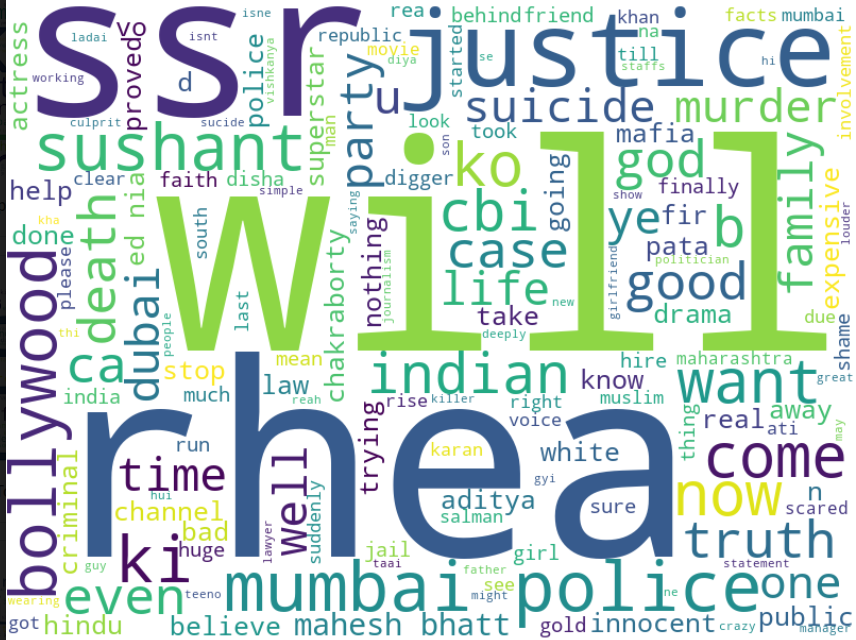 ssr
justice
will
rhea
actress
ladai
vo
isne
isnt
working
proved
d
police
vishkanya
culprit
sucide
sushant
superstar
man
republic
movie
diya
party
u
rea
behind
friend
started
se
khan
na
till
staffs
facts
mumbai
hi
involvement
suicide
murder
look
took
son
mafia
help
clear
faith
disha
simple
digger
ko
going
god
finally
show
family
expensive
louder
kha
done
death
ed
nia
south
saying
cbi
ye
fir
b
case
pata
politician
bollywood
please
dubai
last
chakraborty
nothing
journalism
life
new
girlfriend
good
drama
due
shame
thi
people
take
deeply
ca
stop
mean
indian
hire
maharashtra
great
india
much
law
reah
know
muslim
want
rise
killer
right
voice
thing
real
away
ati
may
run
trying
karan
white
come
criminal
time
hui
well
suddenly
gyi
aditya
salman
sure
now
n
scared
channel
bad
ki
huge
lawyer
guy
jail
taai
girl
truth
statement
father
see
might
ne
even
teeno
mumbai police
one
wearing
got
hindu
believe
mahesh bhatt
gold
innocent
crazy
public
manager